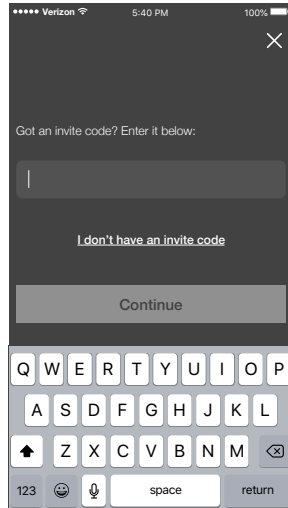 Verizon 5:40 PM 100%
Got an invite code? Enter it below:
I don't have an invite code
Continue
Q W E R T Y U I O P
A S D F G H J K L
Z X C V B N M
123 space return